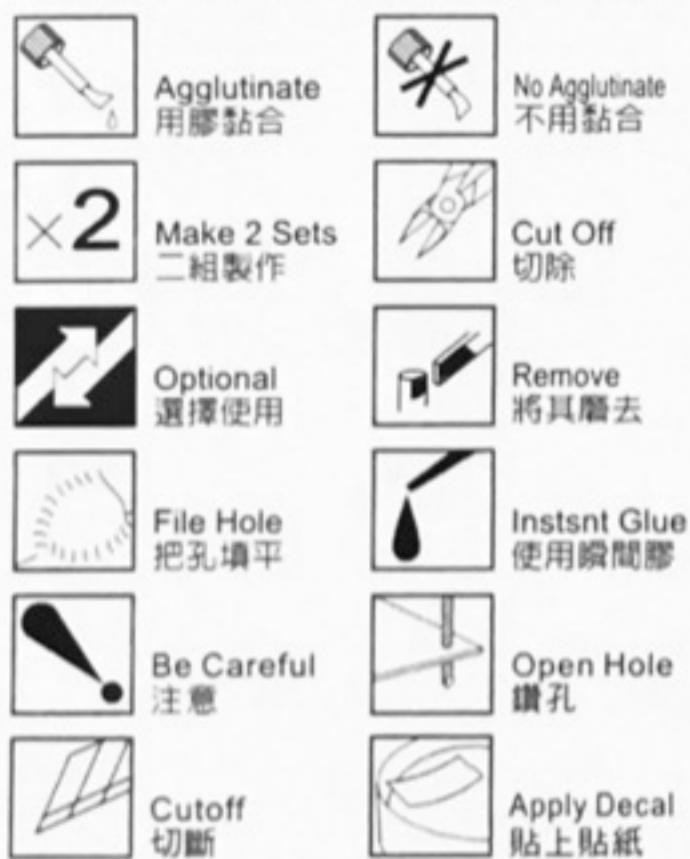 Agglutinate
用膠黏合
No Agglutinate
不用黏合
×2
Make 2 Sets
二組製作
Cut Off
切除
Optional
選擇使用
Remove
將其磨去
File Hole
把孔填平
Instsnt Glue
使用瞬間膠
Be Careful
注意
Open Hole
鑽孔
Cutoff
切斷
Apply Decal
貼上貼紙